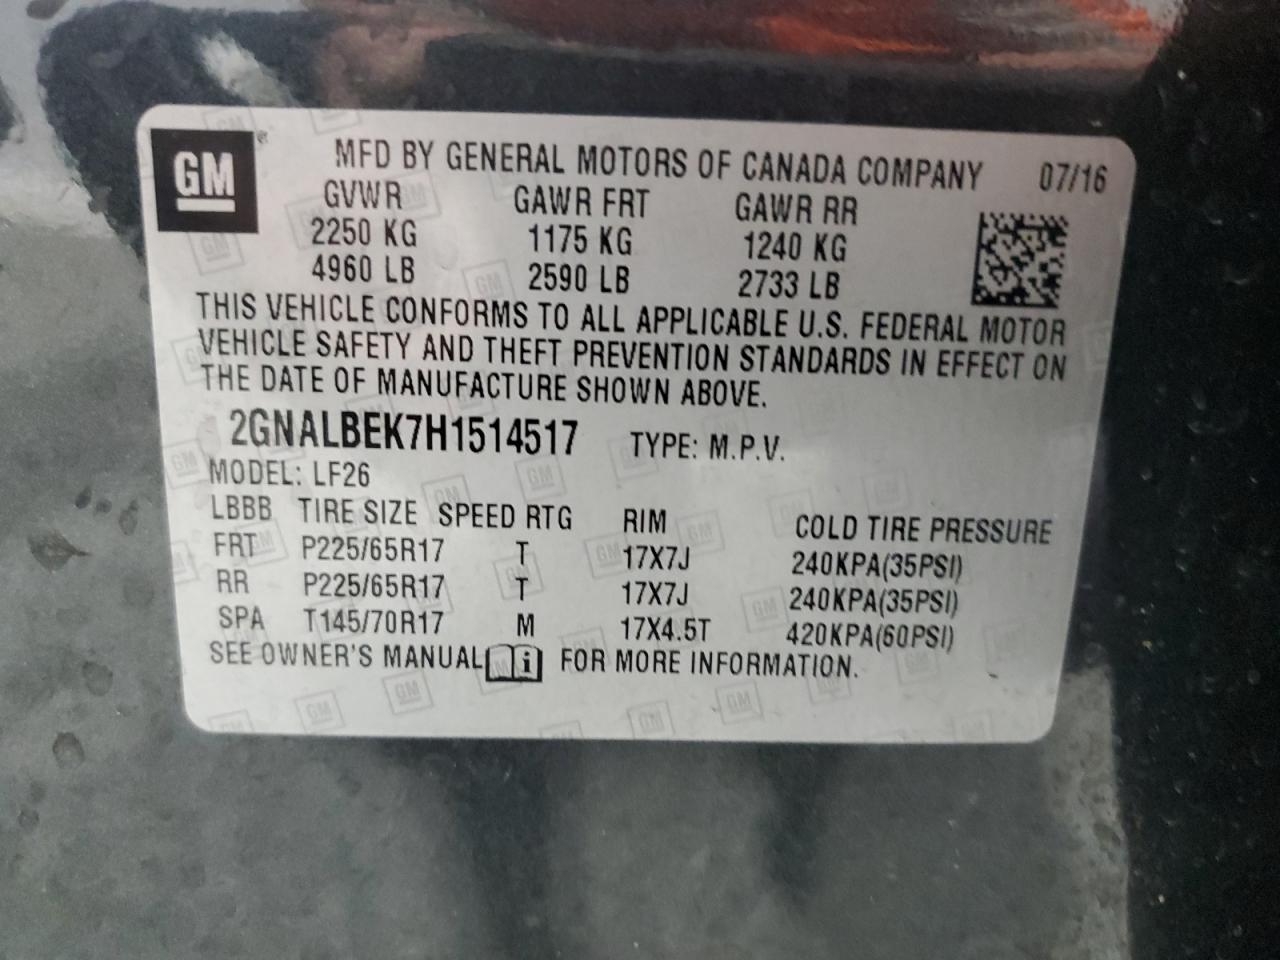 GM
MFD BY GENERAL MOTORS OF CANADA COMPANY 07/16
GVWR GAWR FRT GAWR RR
2250 KG 1175 KG 1240 KG
4960 LB 2590 LB 2733 LB
THIS VEHICLE CONFORMS TO ALL APPLICABLE U.S. FEDERAL MOTOR
VEHICLE SAFETY AND THEFT PREVENTION STANDARDS IN EFFECT ON
THE DATE OF MANUFACTURE SHOWN ABOVE.
2GNALBEK7H1514517 TYPE: M.P.V.
MODEL: LF26
LBBB TIRE SIZE SPEED RTG RIM COLD TIRE PRESSURE
FRT P225/65R17 T 17X7J 240KPA(35PSI)
RR P225/65R17 T 17X7J 240KPA(35PSI)
SPA T145/70R17 M 17X4.5T 420KPA(60PSI)
SEE OWNER'S MANUAL i FOR MORE INFORMATION.